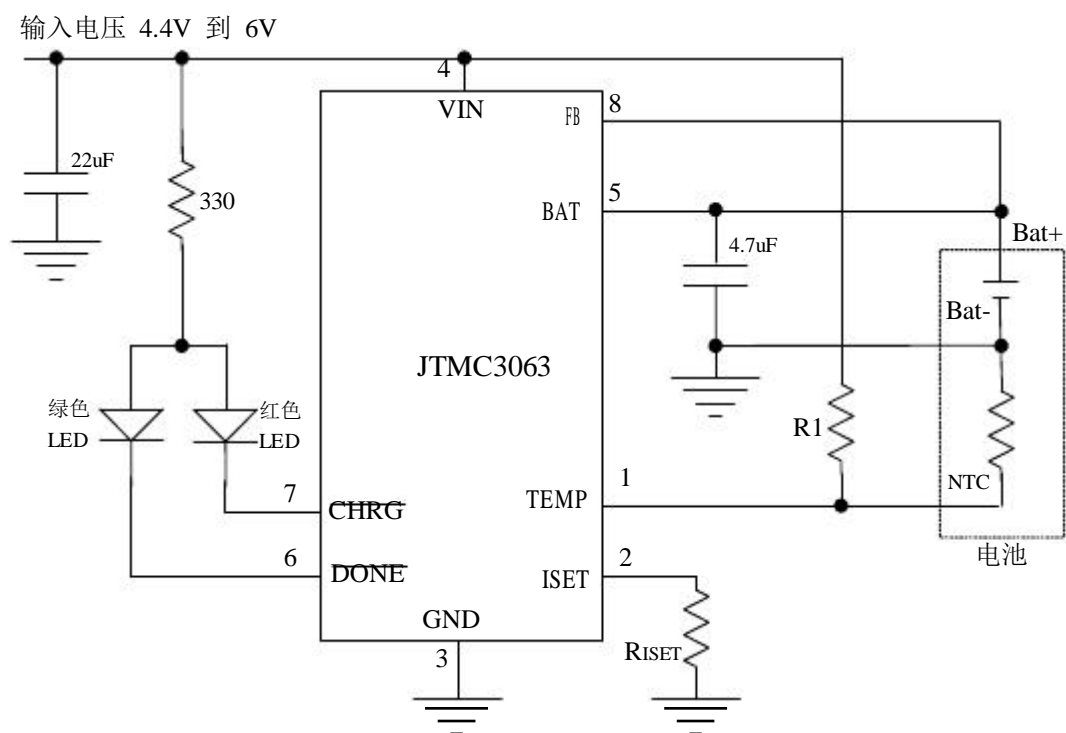 输入电压 4.4V 到 6V
4
VIN
8
FB
22uF
330
5
BAT
4.7uF
Bat+
Bat-
JTMC3063
绿色
LED
红色
LED
R1
7
CHRG
1
TEMP
NTC
电池
6
DONE
2
ISET
GND
3
RISET